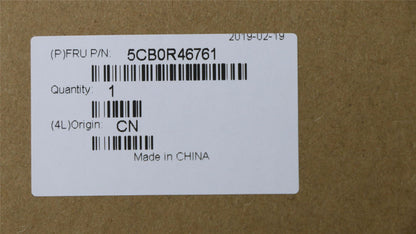 2019-02-19
(P)FRU P/N: 5CB0R46761
Quantity: 1
(4L)Origin: CN
Made in CHINA